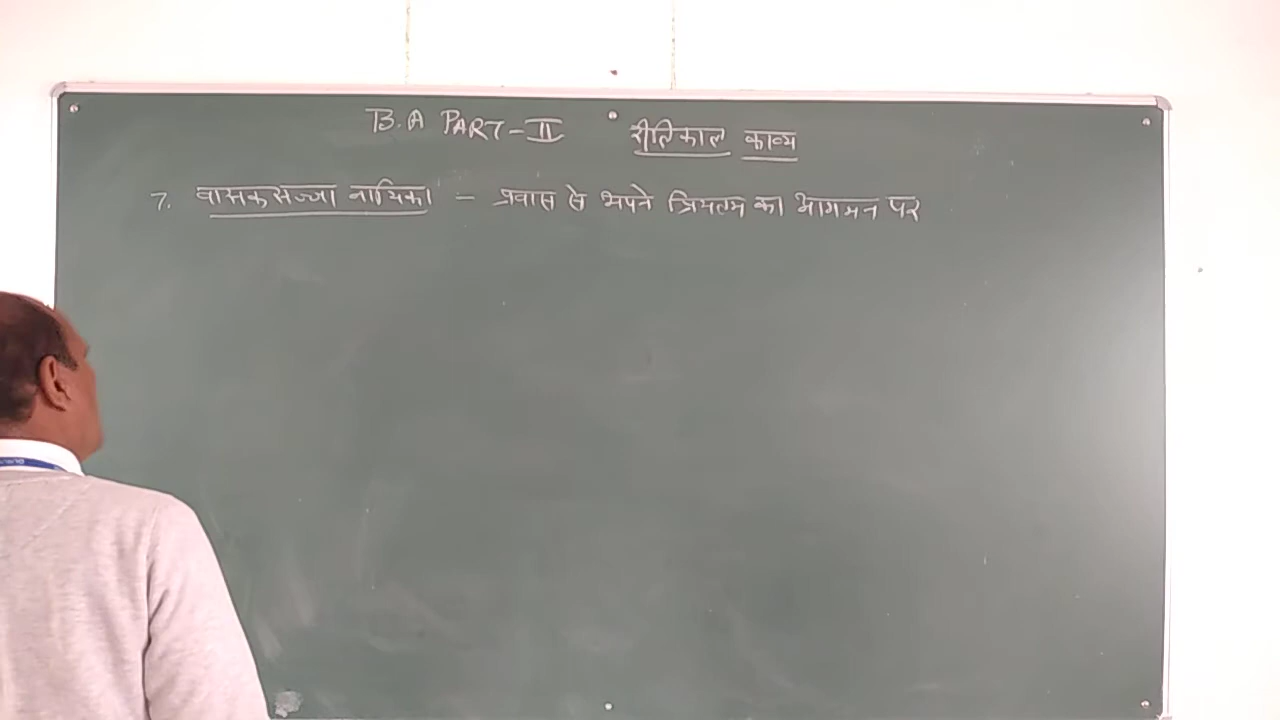 B.A PART-II रीतिकाल काव्य
7. वासकसज्जा नायिका - प्रवास से अपने प्रियतम का आगमन पर